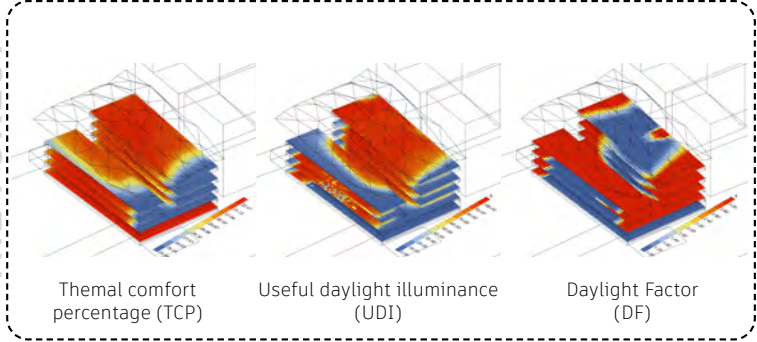 Themal comfort
percentage (TCP)
Useful daylight illuminance
(UDI)
Daylight Factor
(DF)